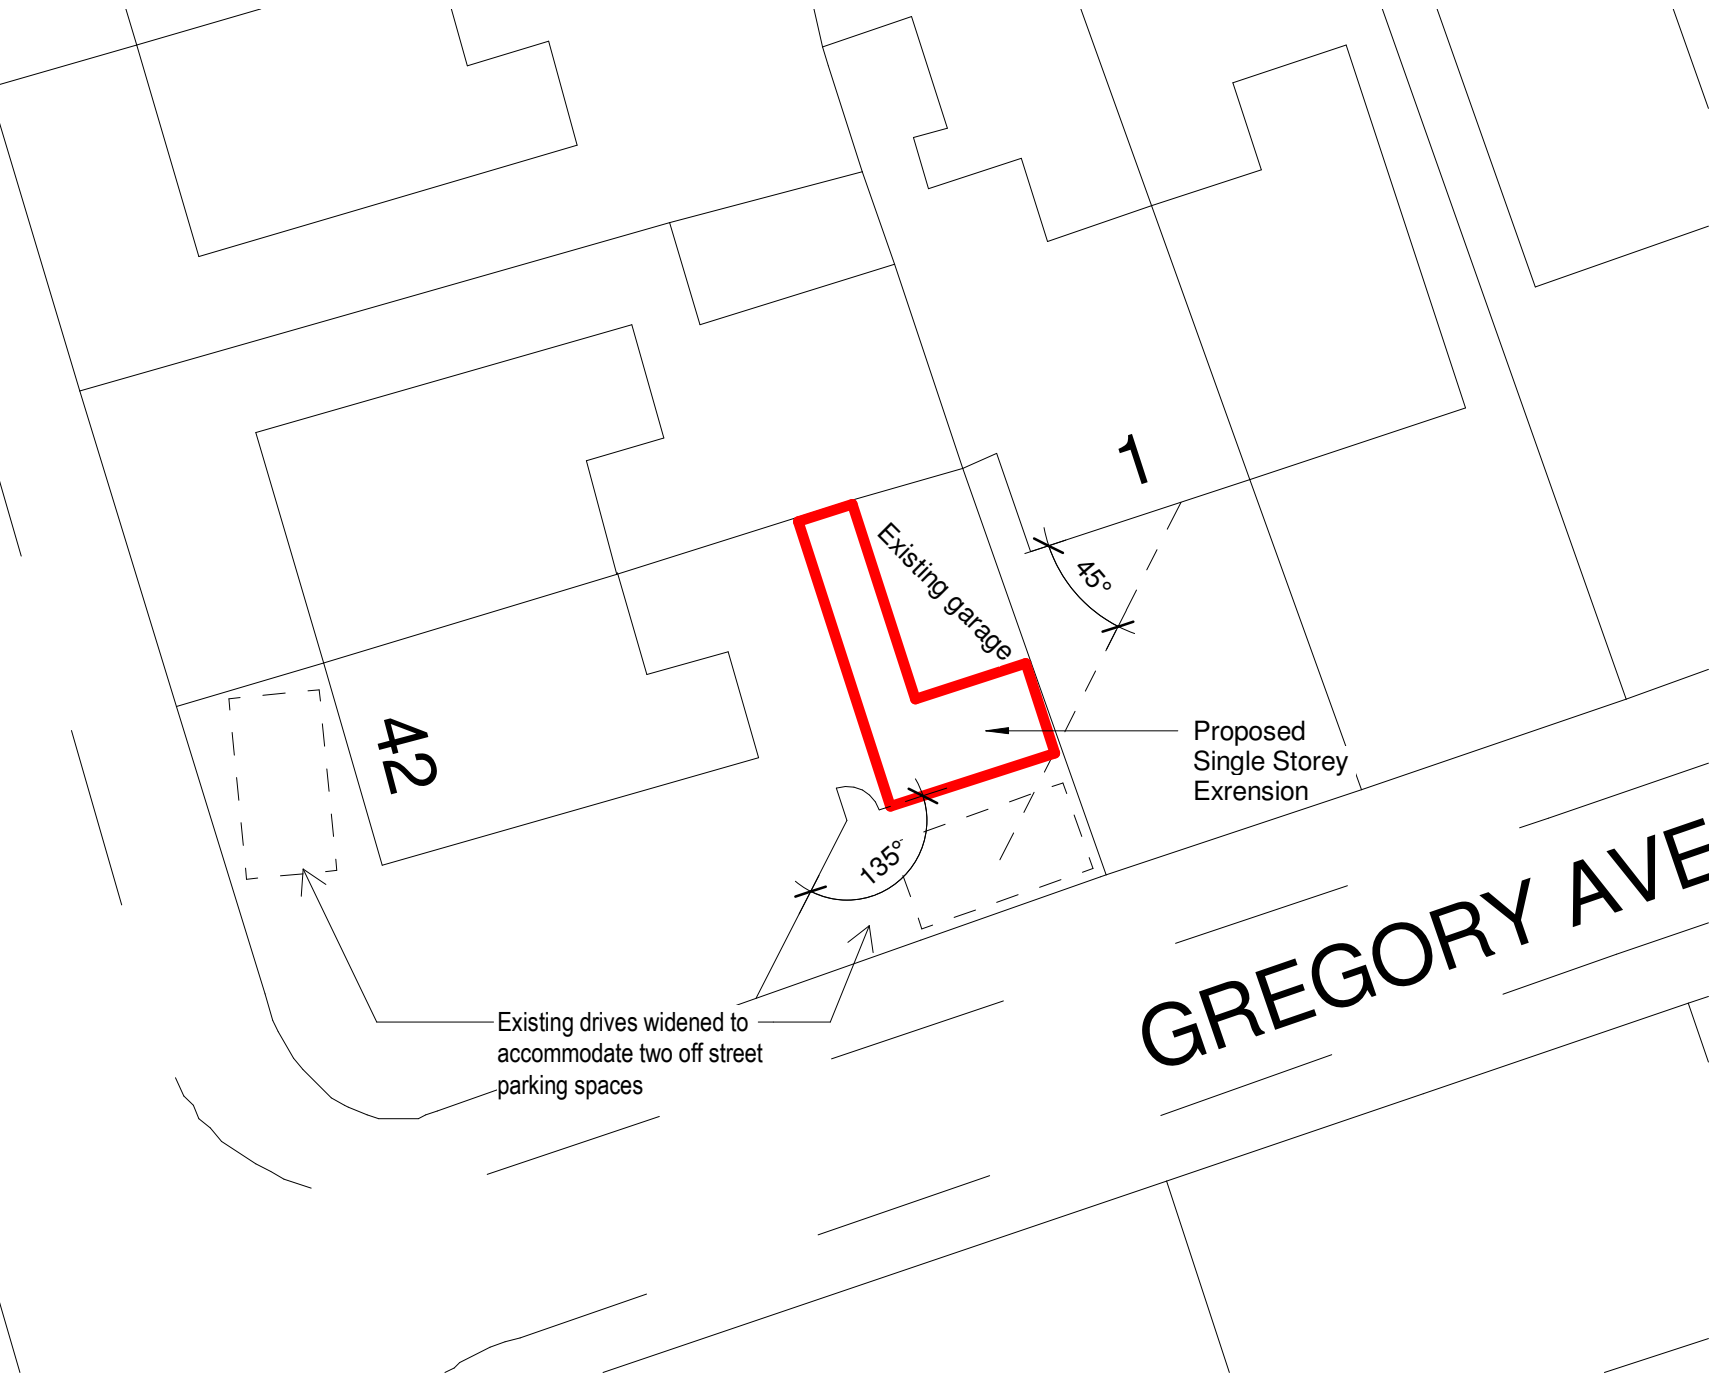 1
45°
Existing garage
42
Proposed
Single Storey
Exrension
135°
GREGORY AVE
Existing drives widened to
accommodate two off street
parking spaces